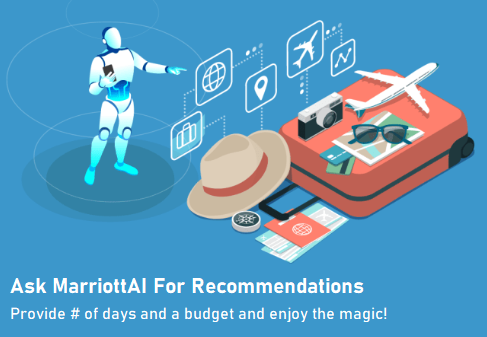 Ask MarriottAI For Recommendations
Provide # of days and a budget and enjoy the magic!